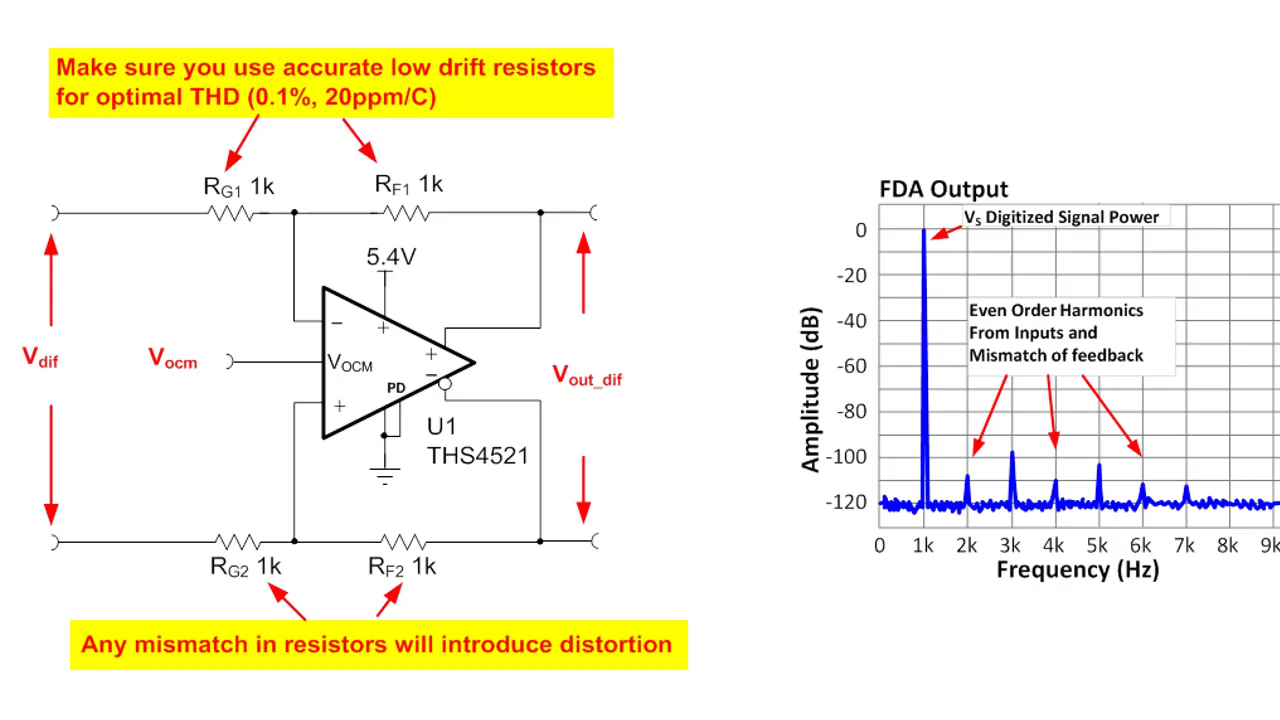 Make sure you use accurate low drift resistors
for optimal THD (0.1%, 20ppm/C)
RG1 1k
RF1 1k
5.4V
Vdif
Vocm
VOCM
PD
Vout_dif
U1
THS4521
RG2 1k
RF2 1k
Any mismatch in resistors will introduce distortion
FDA Output
VS Digitized Signal Power
Even Order Harmonics
From Inputs and
Mismatch of feedback
Amplitude (dB)
0
-20
-40
-60
-80
-100
-120
0 1k 2k 3k 4k 5k 6k 7k 8k 9k
Frequency (Hz)